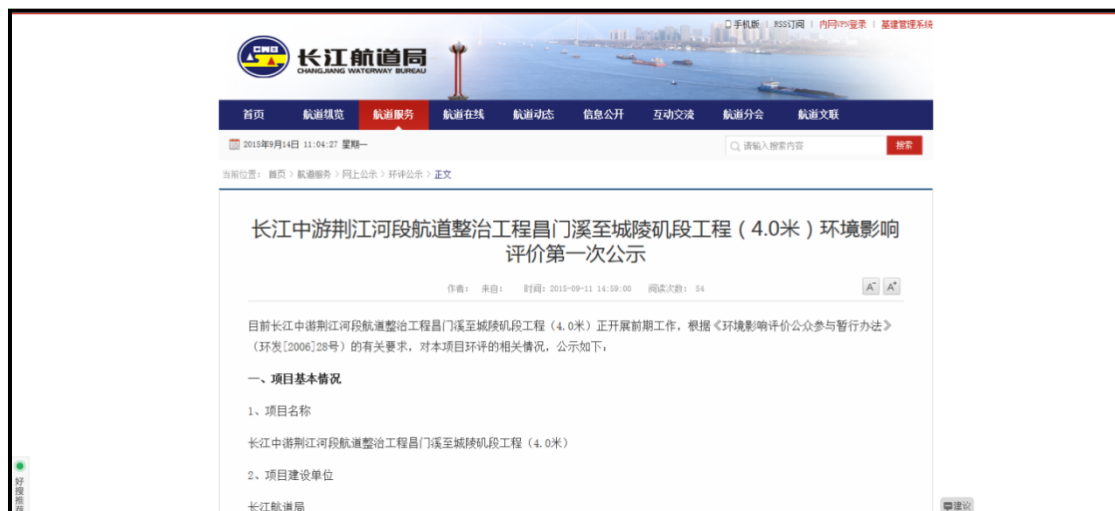 手机版 | RSS订阅 | 内网VPN登录 | 基建管理系统
长江航道局
CHANGJIANG WATERWAY BUREAU
首页 航道纵览 航道服务 航道在线 航道动态 信息公开 互动交流 航道分会 航道文联
2015年9月14日 11:04:27 星期一
请输入搜索内容 搜索
当前位置: 首页 > 航道服务 > 网上公示 > 环评公示 > 正文
长江中游荆江河段航道整治工程昌门溪至城陵矶段工程（4.0米）环境影响
评价第一次公示
作者: 来自: 时间: 2015-09-11 14:59:00 阅读次数: 54
A- A+
目前长江中游荆江河段航道整治工程昌门溪至城陵矶段工程（4.0米）正开展前期工作，根据《环境影响评价公众参与暂行办法》
（环发[2006]28号）的有关要求，对本项目环评的相关情况，公示如下：
一、项目基本情况
1、项目名称
长江中游荆江河段航道整治工程昌门溪至城陵矶段工程（4.0米）
2、项目建设单位
长江航道局
好搜推荐
建议